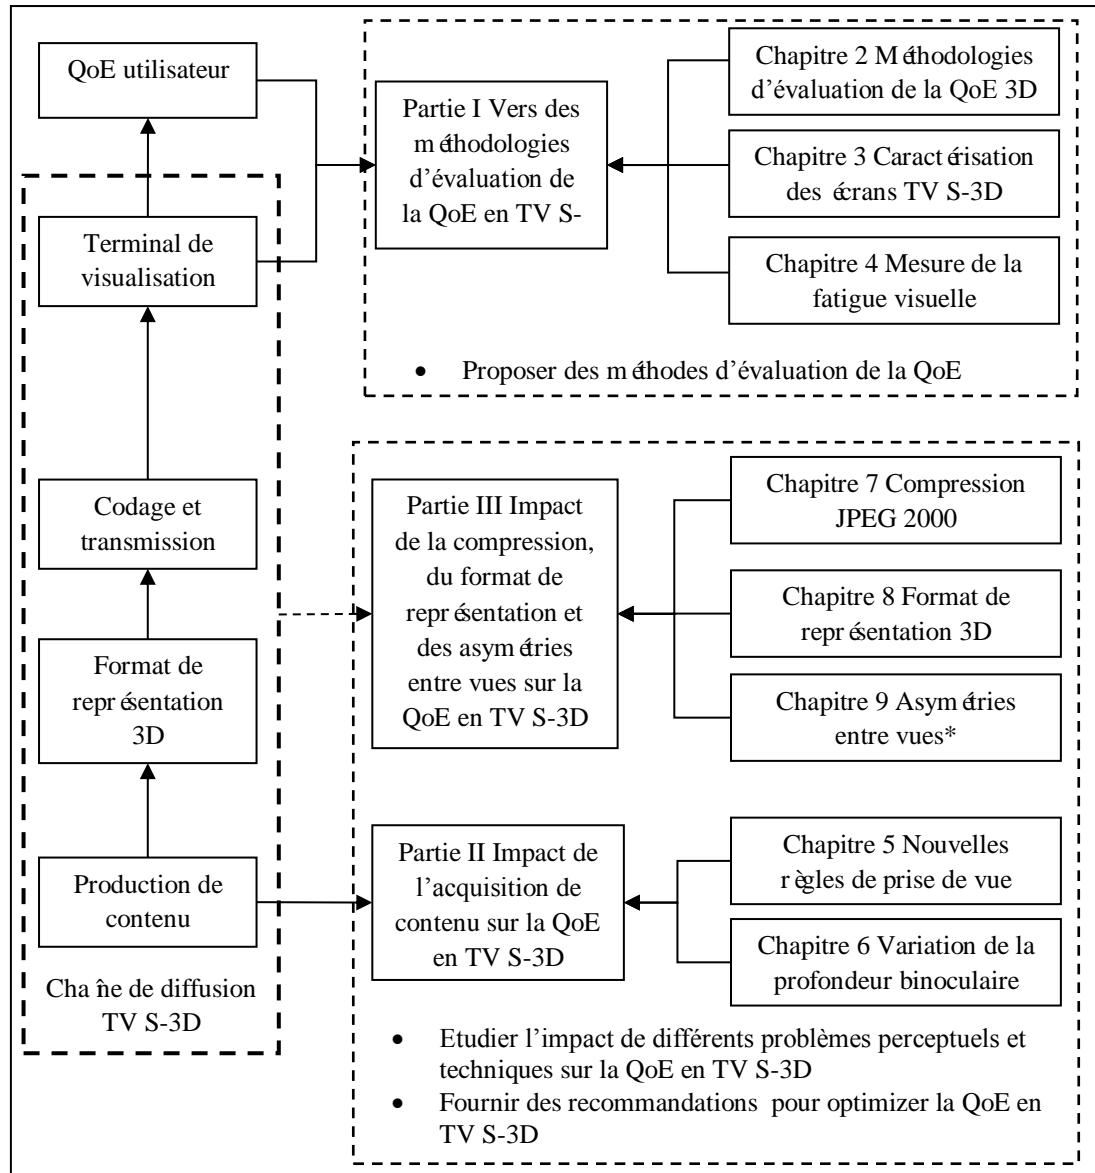 QoE utilisateur
Terminal de
visualisation
Codage et
transmission
Format de
représentation
3D
Production de
contenu
Chaîne de diffusion
TV S-3D
Partie I Vers des
méthodologies
d’évaluation de
la QoE en TV S-
Chapitre 2 Méthodologies
d’évaluation de la QoE 3D
Chapitre 3 Caractérisation
des écrans TV S-3D
Chapitre 4 Mesure de la
fatigue visuelle
• Proposer des méthodes d’évaluation de la QoE
Partie III Impact
de la compression,
du format de
représentation et
des asymétries
entre vues sur la
QoE en TV S-3D
Chapitre 7 Compression
JPEG 2000
Chapitre 8 Format de
représentation 3D
Chapitre 9 Asymétries
entre vues*
Partie II Impact de
l’acquisition de
contenu sur la QoE
en TV S-3D
Chapitre 5 Nouvelles
règles de prise de vue
Chapitre 6 Variation de la
profondeur binoculaire
• Etudier l’impact de différents problèmes perceptuels et
techniques sur la QoE en TV S-3D
• Fournir des recommandations pour optimizer la QoE en
TV S-3D